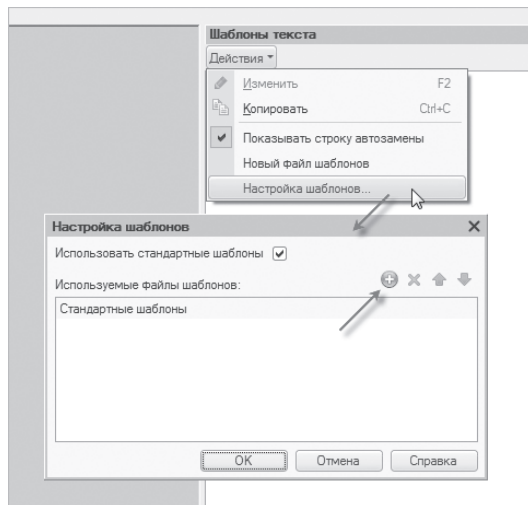 Шаблоны текста
Действия
Изменить F2
Копировать Ctrl+C
Показывать строку автозамены
Новый файл шаблонов
Настройка шаблонов...
Настройка шаблонов
Использовать стандартные шаблоны
Используемые файлы шаблонов:
Стандартные шаблоны
OK Отмена Справка